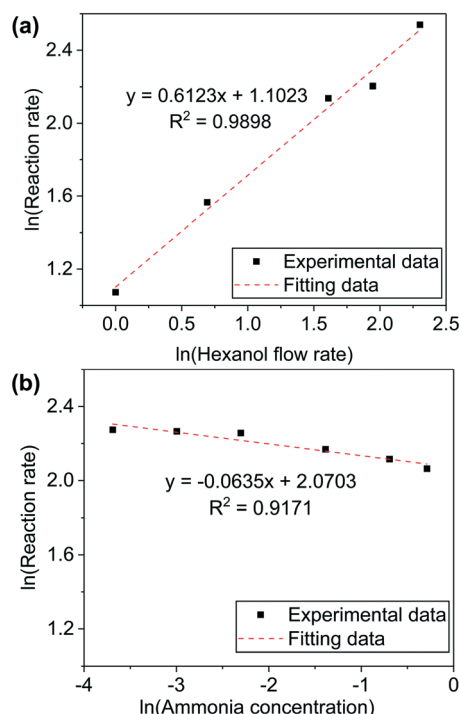 (a)
2.4
2.0
1.6
1.2
ln(Reaction rate)
y = 0.6123x + 1.1023
R² = 0.9898
Experimental data
Fitting data
0.0 0.5 1.0 1.5 2.0 2.5
ln(Hexanol flow rate)
(b)
2.4
2.0
1.6
1.2
ln(Reaction rate)
y = -0.0635x + 2.0703
R² = 0.9171
Experimental data
Fitting data
-4 -3 -2 -1 0
ln(Ammonia concentration)